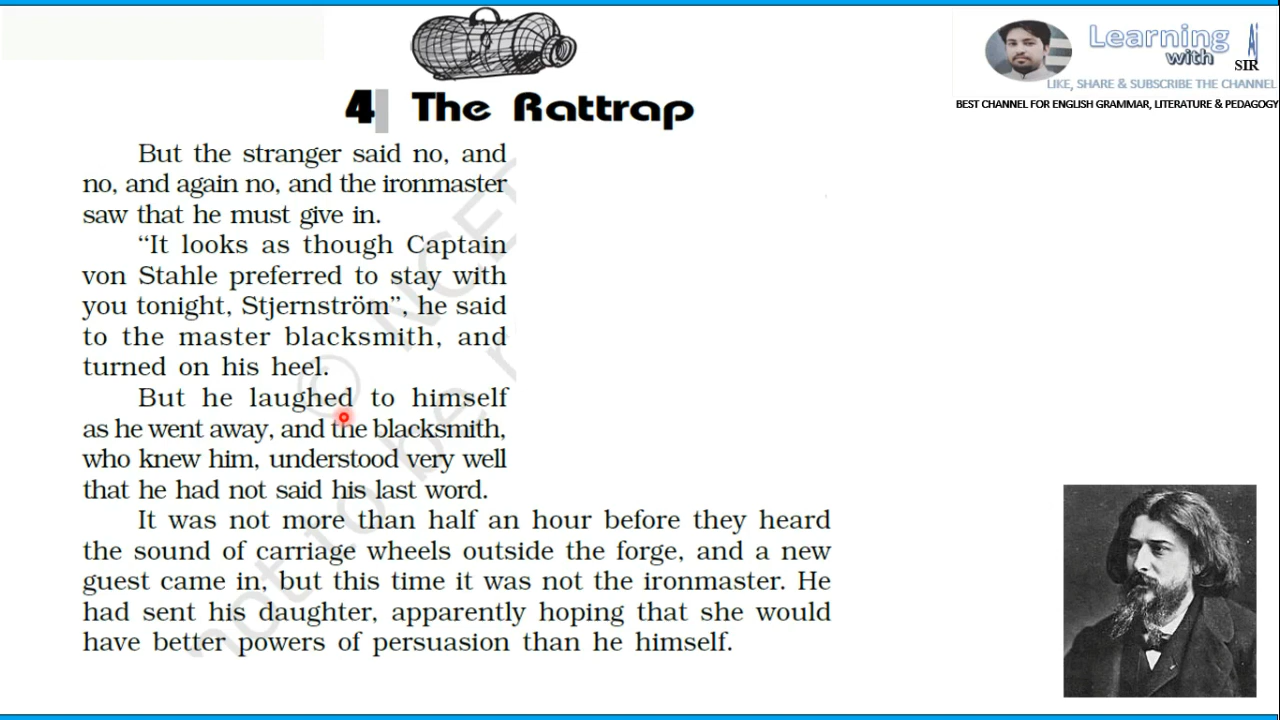 Learning
with
Aj
SIR
LIKE, SHARE & SUBSCRIBE THE CHANNEL
BEST CHANNEL FOR ENGLISH GRAMMAR, LITERATURE & PEDAGOGY
4 The Rattrap
But the stranger said no, and
no, and again no, and the ironmaster
saw that he must give in.
“It looks as though Captain
von Stahle preferred to stay with
you tonight, Stjernström”, he said
to the master blacksmith, and
turned on his heel.
But he laughed to himself
as he went away, and the blacksmith,
who knew him, understood very well
that he had not said his last word.
It was not more than half an hour before they heard
the sound of carriage wheels outside the forge, and a new
guest came in, but this time it was not the ironmaster. He
had sent his daughter, apparently hoping that she would
have better powers of persuasion than he himself.
© NCE
not to be r